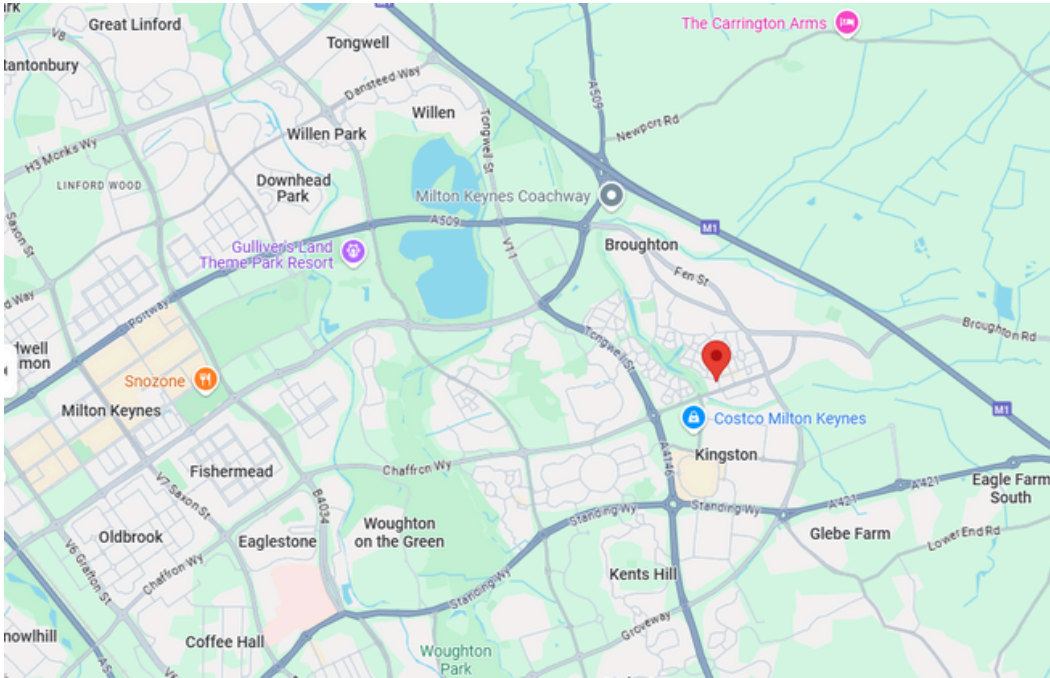 Great Linford
Tongwell
The Carrington Arms
V8
tantonbury
Dansteed Way
A509
Willen
Newport Rd
Willen Park
Tongwell St
H3 Monks Wy
LINFORD WOOD
Downhead
Park
Milton Keynes Coachway
A509
M1
Saxon St
V11
Broughton
Gulliver's Land
Theme Park Resort
Fen St
d Way
Portway
Broughton Rd
dwell
mon
Tongwell St
Snozone
Milton Keynes
M1
Costco Milton Keynes
A4146
Kingston
Chaffron Wy
Fishermead
V7 Saxon St
B4034
A421
A421
Eagle Farm
South
Standing Wy
Standing Wy
Oldbrook
Eaglestone
Woughton
on the Green
Glebe Farm
Lower End Rd
V6 Grafton St
Chaffron Wy
Standing Wy
Kents Hill
Groveway
nowlhill
Coffee Hall
Woughton
Park
A5
V6